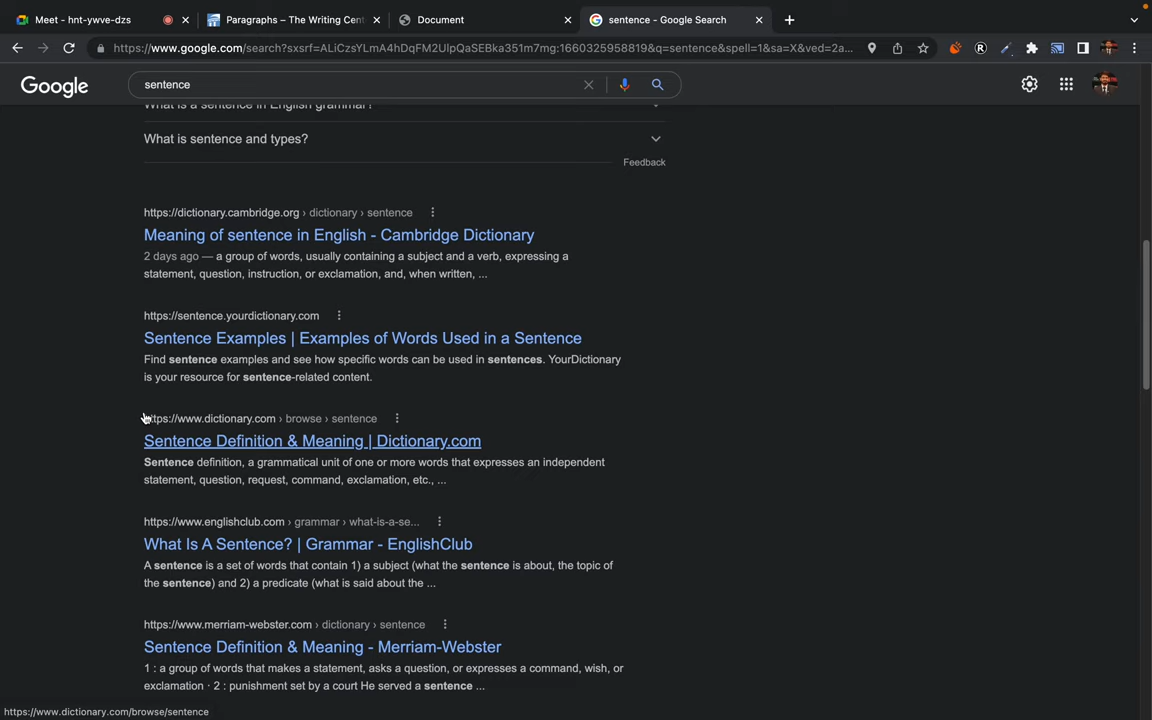 Meet - hnt-ywve-dzs
Paragraphs – The Writing Cent
Document
sentence - Google Search
https://www.google.com/search?sxsrf=ALiCzsYLmA4hDqFM2UlpQaSEBka351m7mg:1660325958819&q=sentence&spell=1&sa=X&ved=2a...
Google
sentence
What is a sentence in English grammar?
What is sentence and types?
Feedback
https://dictionary.cambridge.org › dictionary › sentence
Meaning of sentence in English - Cambridge Dictionary
2 days ago — a group of words, usually containing a subject and a verb, expressing a
statement, question, instruction, or exclamation, and, when written, ...
https://sentence.yourdictionary.com
Sentence Examples | Examples of Words Used in a Sentence
Find sentence examples and see how specific words can be used in sentences. YourDictionary
is your resource for sentence-related content.
https://www.dictionary.com › browse › sentence
Sentence Definition & Meaning | Dictionary.com
Sentence definition, a grammatical unit of one or more words that expresses an independent
statement, question, request, command, exclamation, etc., ...
https://www.englishclub.com › grammar › what-is-a-se...
What Is A Sentence? | Grammar - EnglishClub
A sentence is a set of words that contain 1) a subject (what the sentence is about, the topic of
the sentence) and 2) a predicate (what is said about the ...
https://www.merriam-webster.com › dictionary › sentence
Sentence Definition & Meaning - Merriam-Webster
1 : a group of words that makes a statement, asks a question, or expresses a command, wish, or
exclamation · 2 : punishment set by a court He served a sentence ...
https://www.dictionary.com/browse/sentence